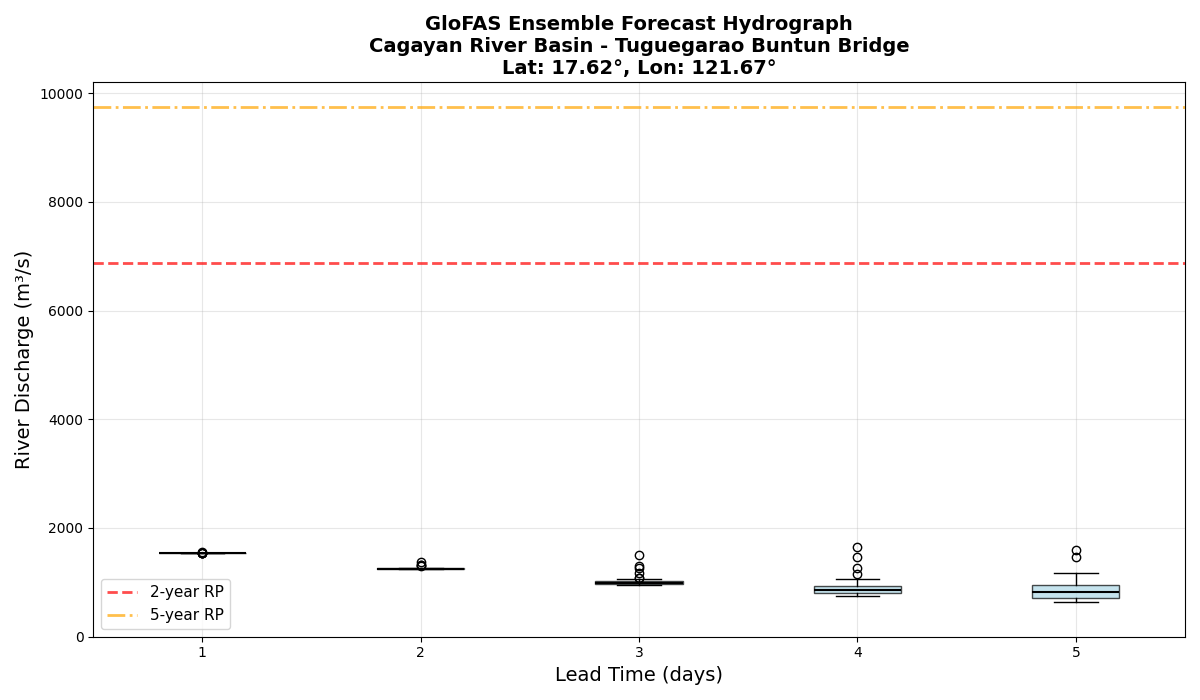 GloFAS Ensemble Forecast Hydrograph
Cagayan River Basin - Tuguegarao Buntun Bridge
Lat: 17.62°, Lon: 121.67°
River Discharge (m³/s)
10000
8000
6000
4000
2000
0
2-year RP
5-year RP
1 2 3 4 5
Lead Time (days)